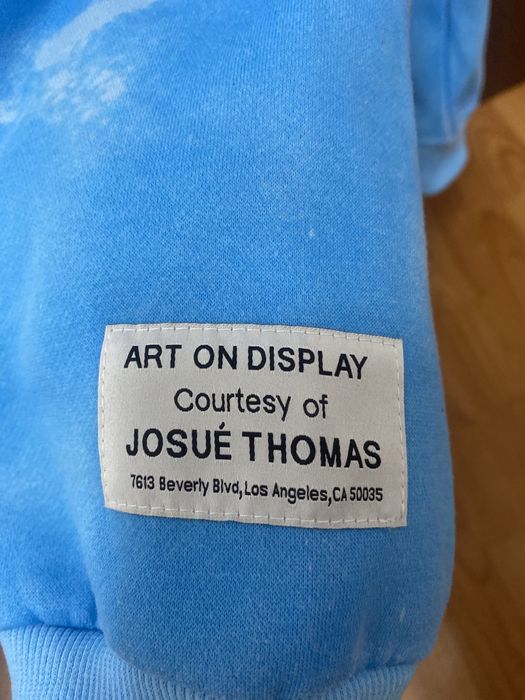 ART ON DISPLAY
Courtesy of
JOSUÉ THOMAS
7613 Beverly Blvd, Los Angeles, CA 50035